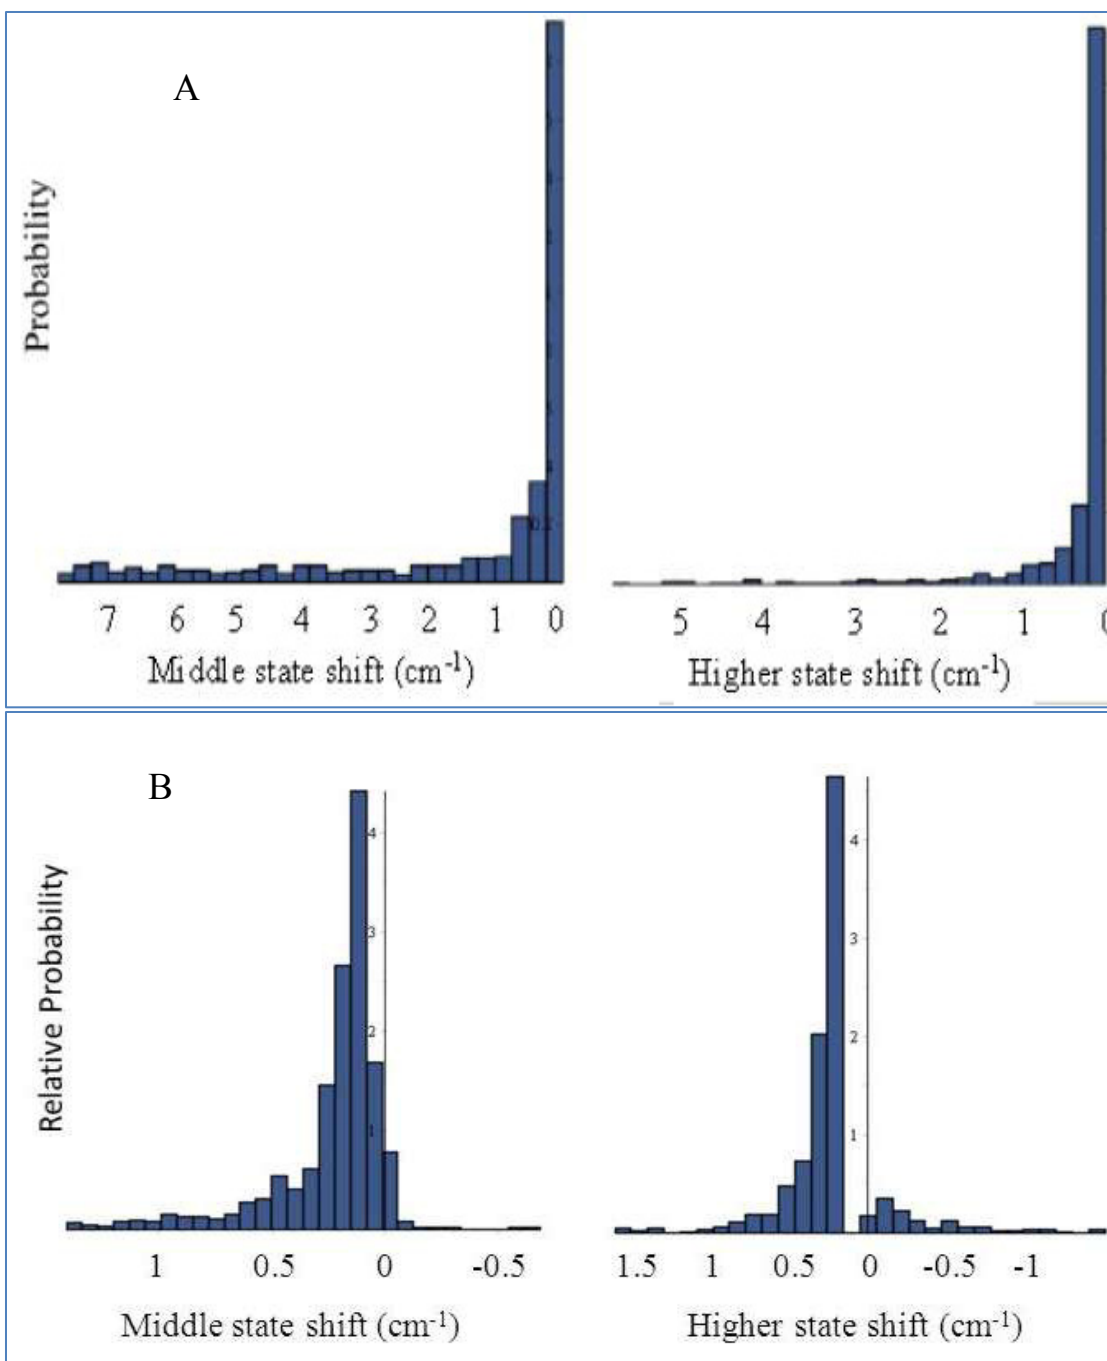 A
Probability
7 6 5 4 3 2 1 0
Middle state shift (cm-1)
5 4 3 2 1 0
Higher state shift (cm-1)
B
Relative Probability
4
3
2
1
1 0.5 0 -0.5
Middle state shift (cm-1)
4
3
2
1
1.5 1 0.5 0 -0.5 -1
Higher state shift (cm-1)